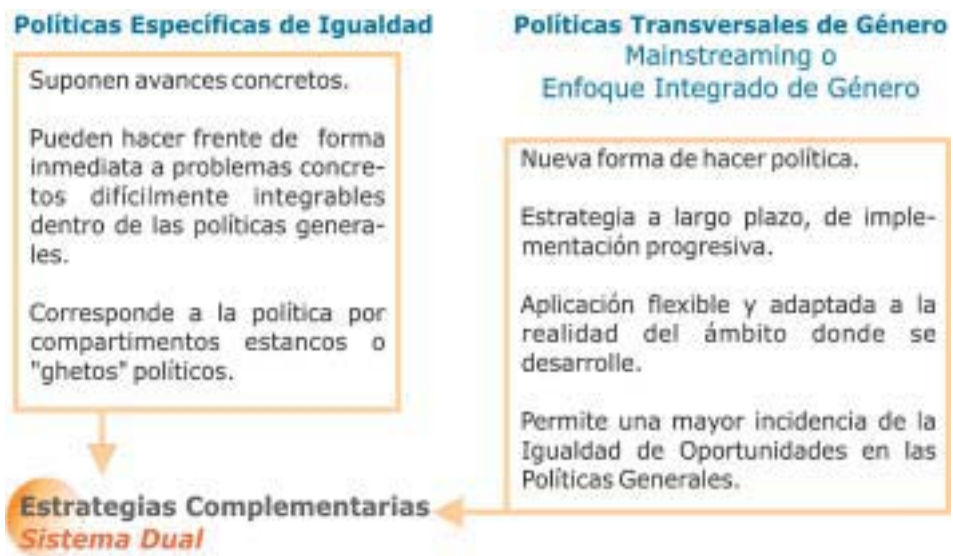 Políticas Específicas de Igualdad
Suponen avances concretos.
Pueden hacer frente de forma
inmediata a problemas concre-
tos difícilmente integrables
dentro de las políticas genera-
les.
Corresponde a la política por
compartimentos estancos o
"ghetos" políticos.
Políticas Transversales de Género
Mainstreaming o
Enfoque Integrado de Género
Nueva forma de hacer política.
Estrategia a largo plazo, de imple-
mentación progresiva.
Aplicación flexible y adaptada a la
realidad del ámbito donde se
desarrolle.
Permite una mayor incidencia de la
Igualdad de Oportunidades en las
Políticas Generales.
Estrategias Complementarias
Sistema Dual